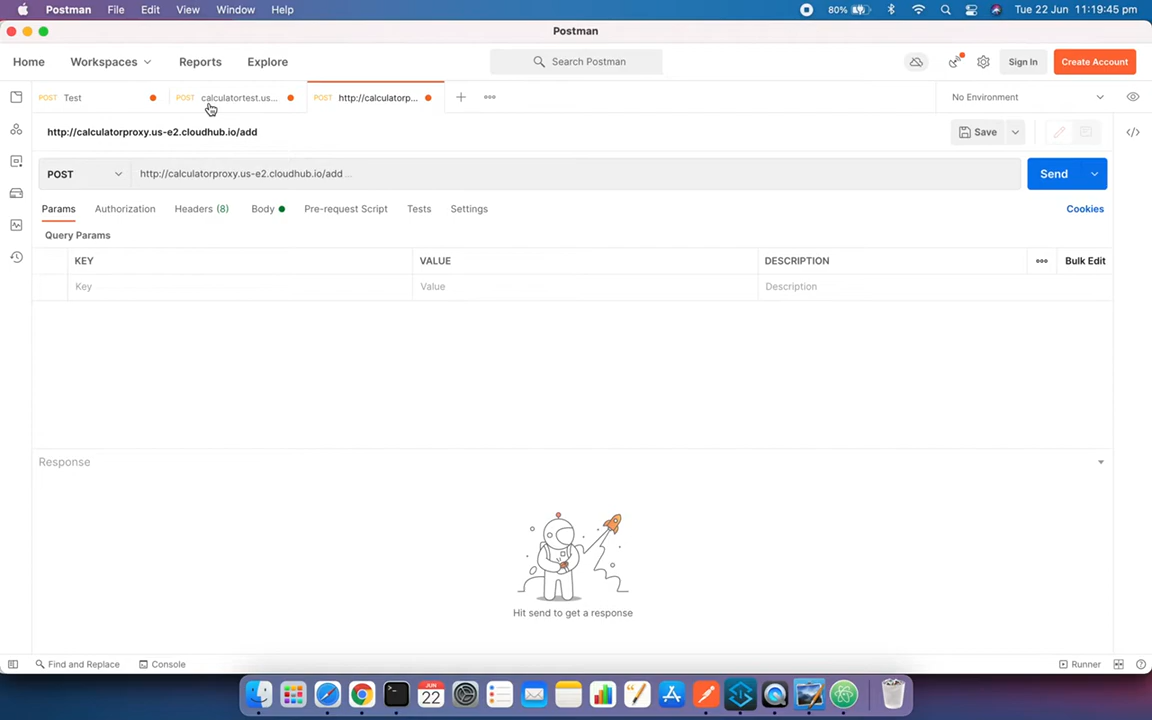 Postman File Edit View Window Help 80% Tue 22 Jun 11:19:45 pm
Postman
Home Workspaces Reports Explore Search Postman Sign In Create Account
POST Test POST calculatortest.us... POST http://calculatorp... No Environment
http://calculatorproxy.us-e2.cloudhub.io/add Save
POST http://calculatorproxy.us-e2.cloudhub.io/add ... Send
Params Authorization Headers (8) Body Pre-request Script Tests Settings Cookies
Query Params
KEY VALUE DESCRIPTION Bulk Edit
Key Value Description
Response
Hit send to get a response
Find and Replace Console Runner
JUN
22